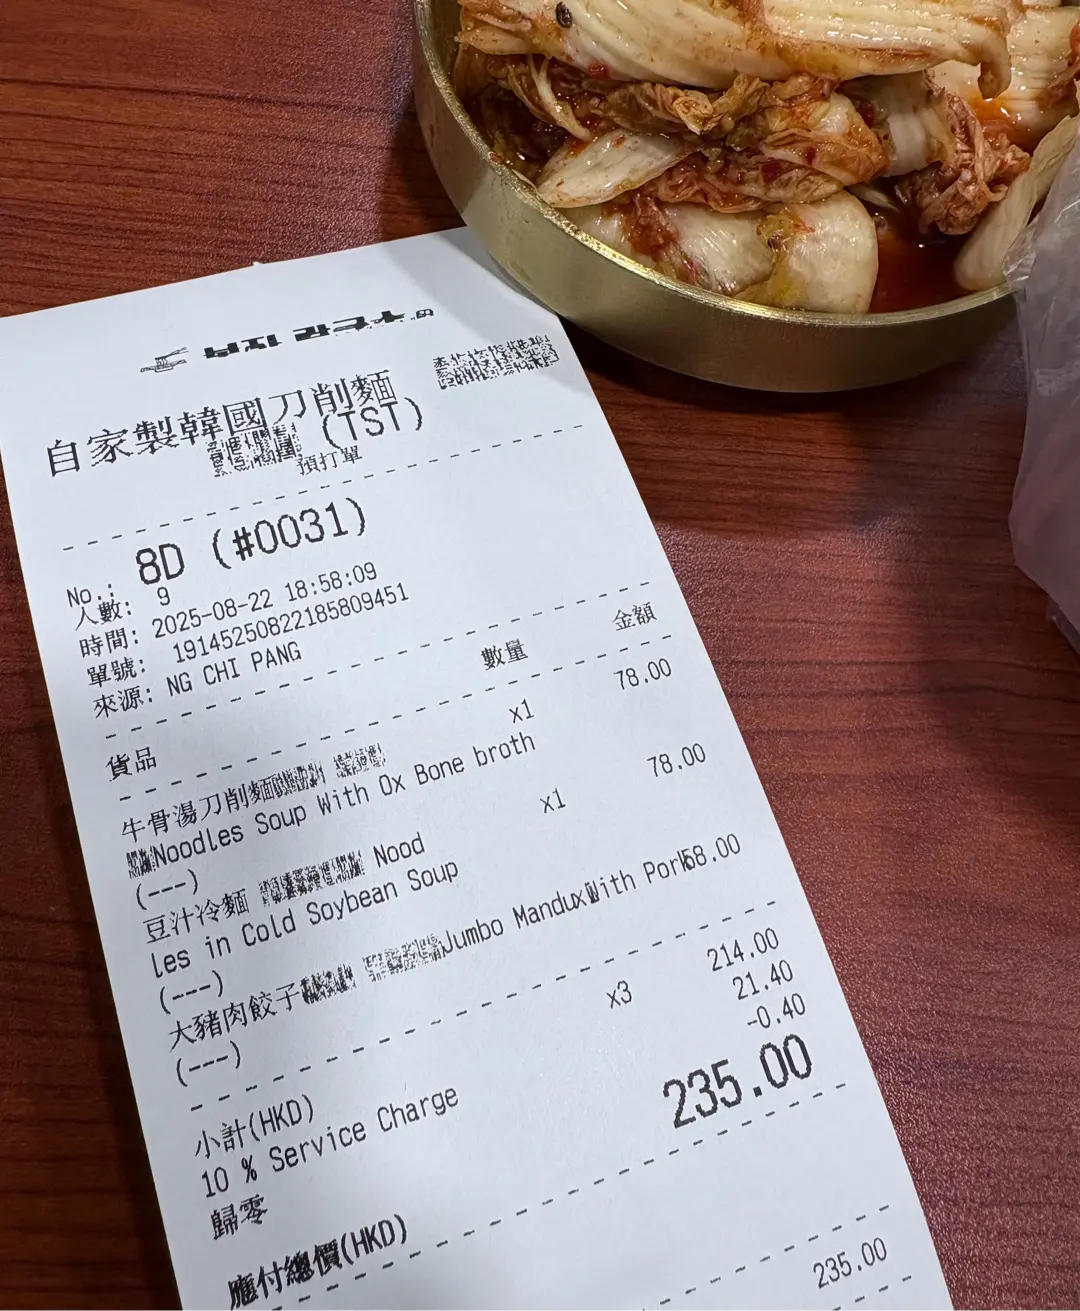 자가제
自家製韓國刀削麵
(TST)
預打單
No.: 8D (#0031)
人數: 9
時間: 2025-08-22 18:58:09
單號: 19145250822185809451
來源: NG CHI PANG
貨品 數量 金額
牛骨湯刀削麵 x1 78.00
Noodles Soup With Ox Bone broth
(---)
豆汁冷麵 Nood x1 78.00
les in Cold Soybean Soup
(---)
大豬肉餃子 Jumbo Mandux With Pork 58.00
(---)
小計(HKD) x3 214.00
10 % Service Charge 21.40
歸零 -0.40
應付總價(HKD) 235.00
235.00